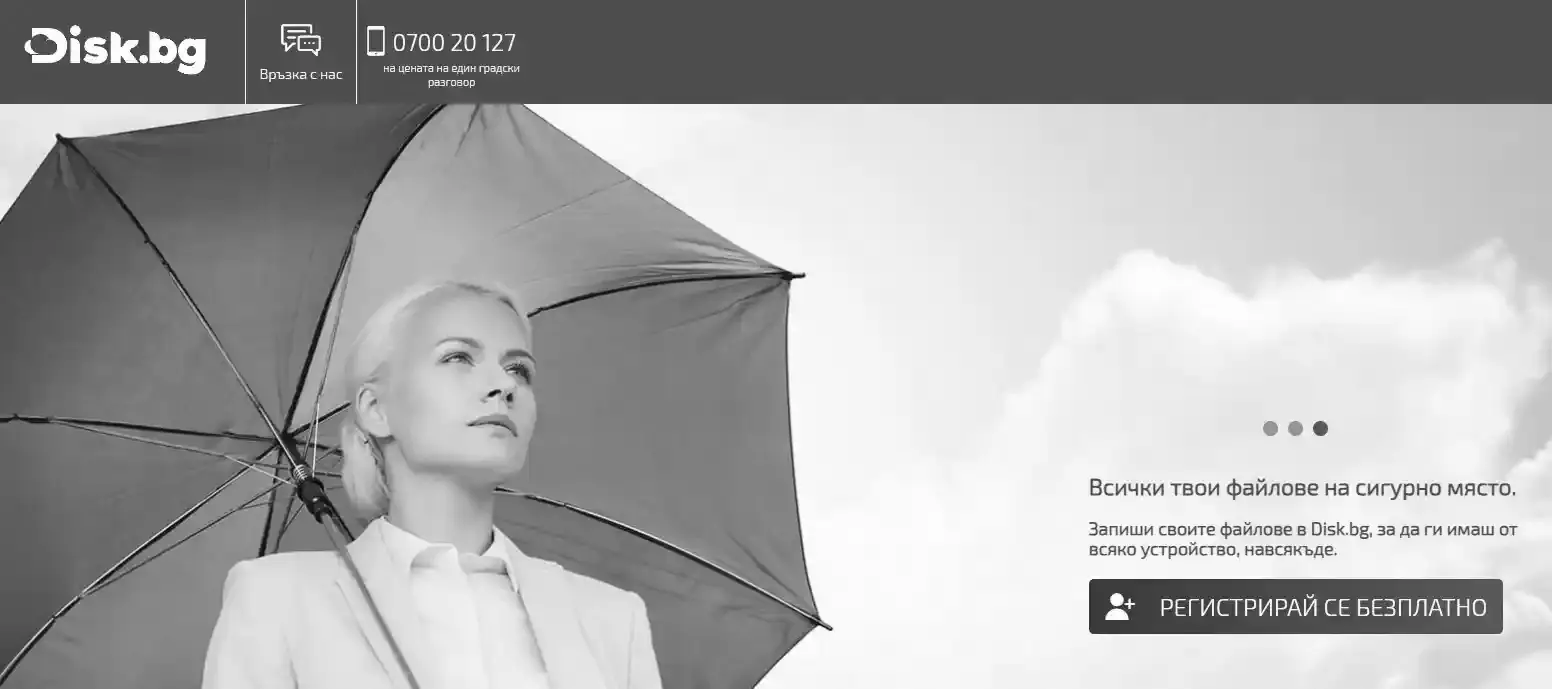 Disk.bg
Връзка с нас
0700 20 127
на цената на един градски
разговор
Всички твои файлове на сигурно място.
Запиши своите файлове в Disk.bg, за да ги имаш от
всяко устройство, навсякъде.
РЕГИСТРИРАЙ СЕ БЕЗПЛАТНО